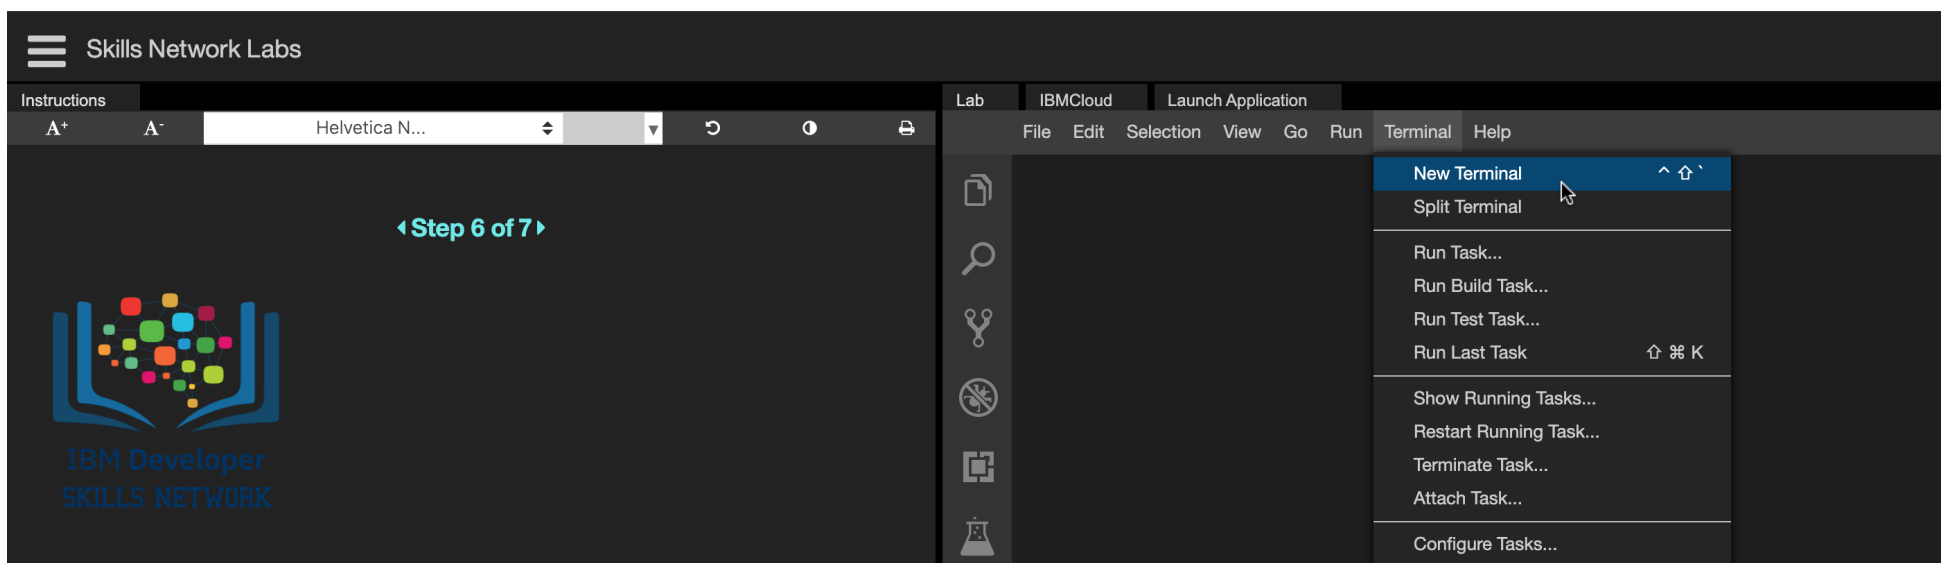 Skills Network Labs
Instructions
A+ A- Helvetica N...
Step 6 of 7
IBM Developer
SKILLS NETWORK
Lab IBMCloud Launch Application
File Edit Selection View Go Run Terminal Help
New Terminal ^ ⇧ `
Split Terminal
Run Task...
Run Build Task...
Run Test Task...
Run Last Task ⇧ ⌘ K
Show Running Tasks...
Restart Running Task...
Terminate Task...
Attach Task...
Configure Tasks...